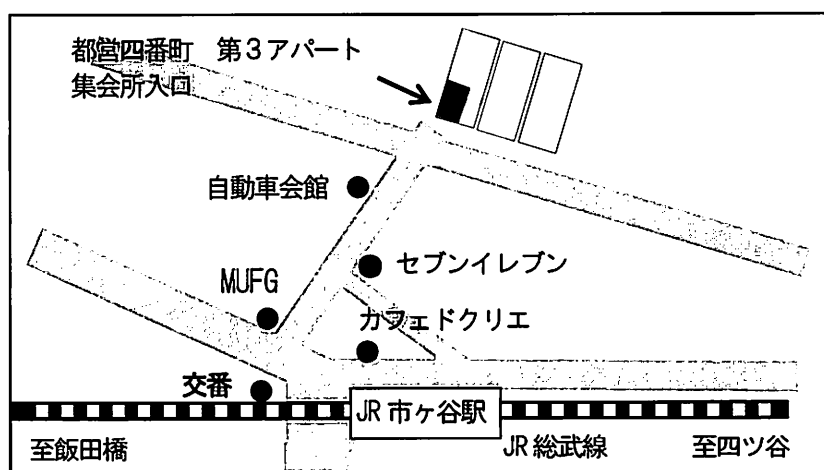 都営四番町　第3アパート
集会所入口
自動車会館
セブンイレブン
MUFG
カフェドクリエ
交番
JR市ヶ谷駅
至飯田橋
JR総武線
至四ツ谷